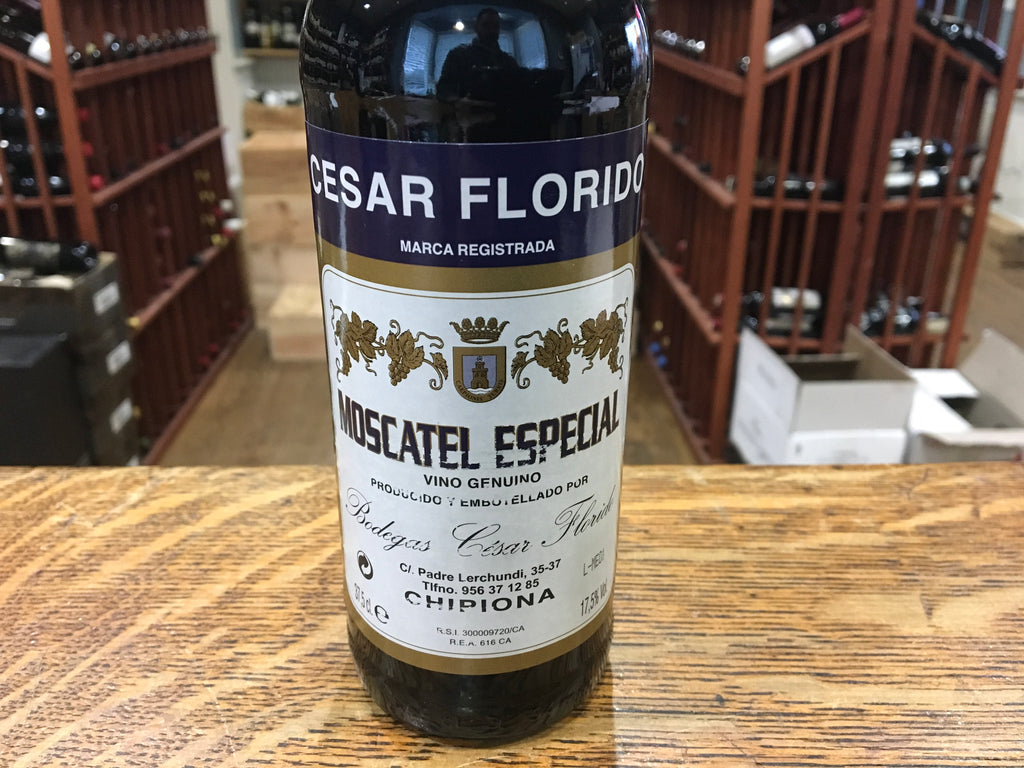 CESAR FLORIDO
MARCA REGISTRADA
MOSCATEL ESPECIAL
VINO GENUINO
PRODUCIDO Y EMBOTELLADO POR
Bodegas César Florido
C/. Padre Lerchundi, 35-37
Tlfno. 956 37 12 85
CHIPIONA
L-ME01
37,5 cl. e
17,5% Vol.
R.S.I. 300009720/CA
R.E.A. 616 CA